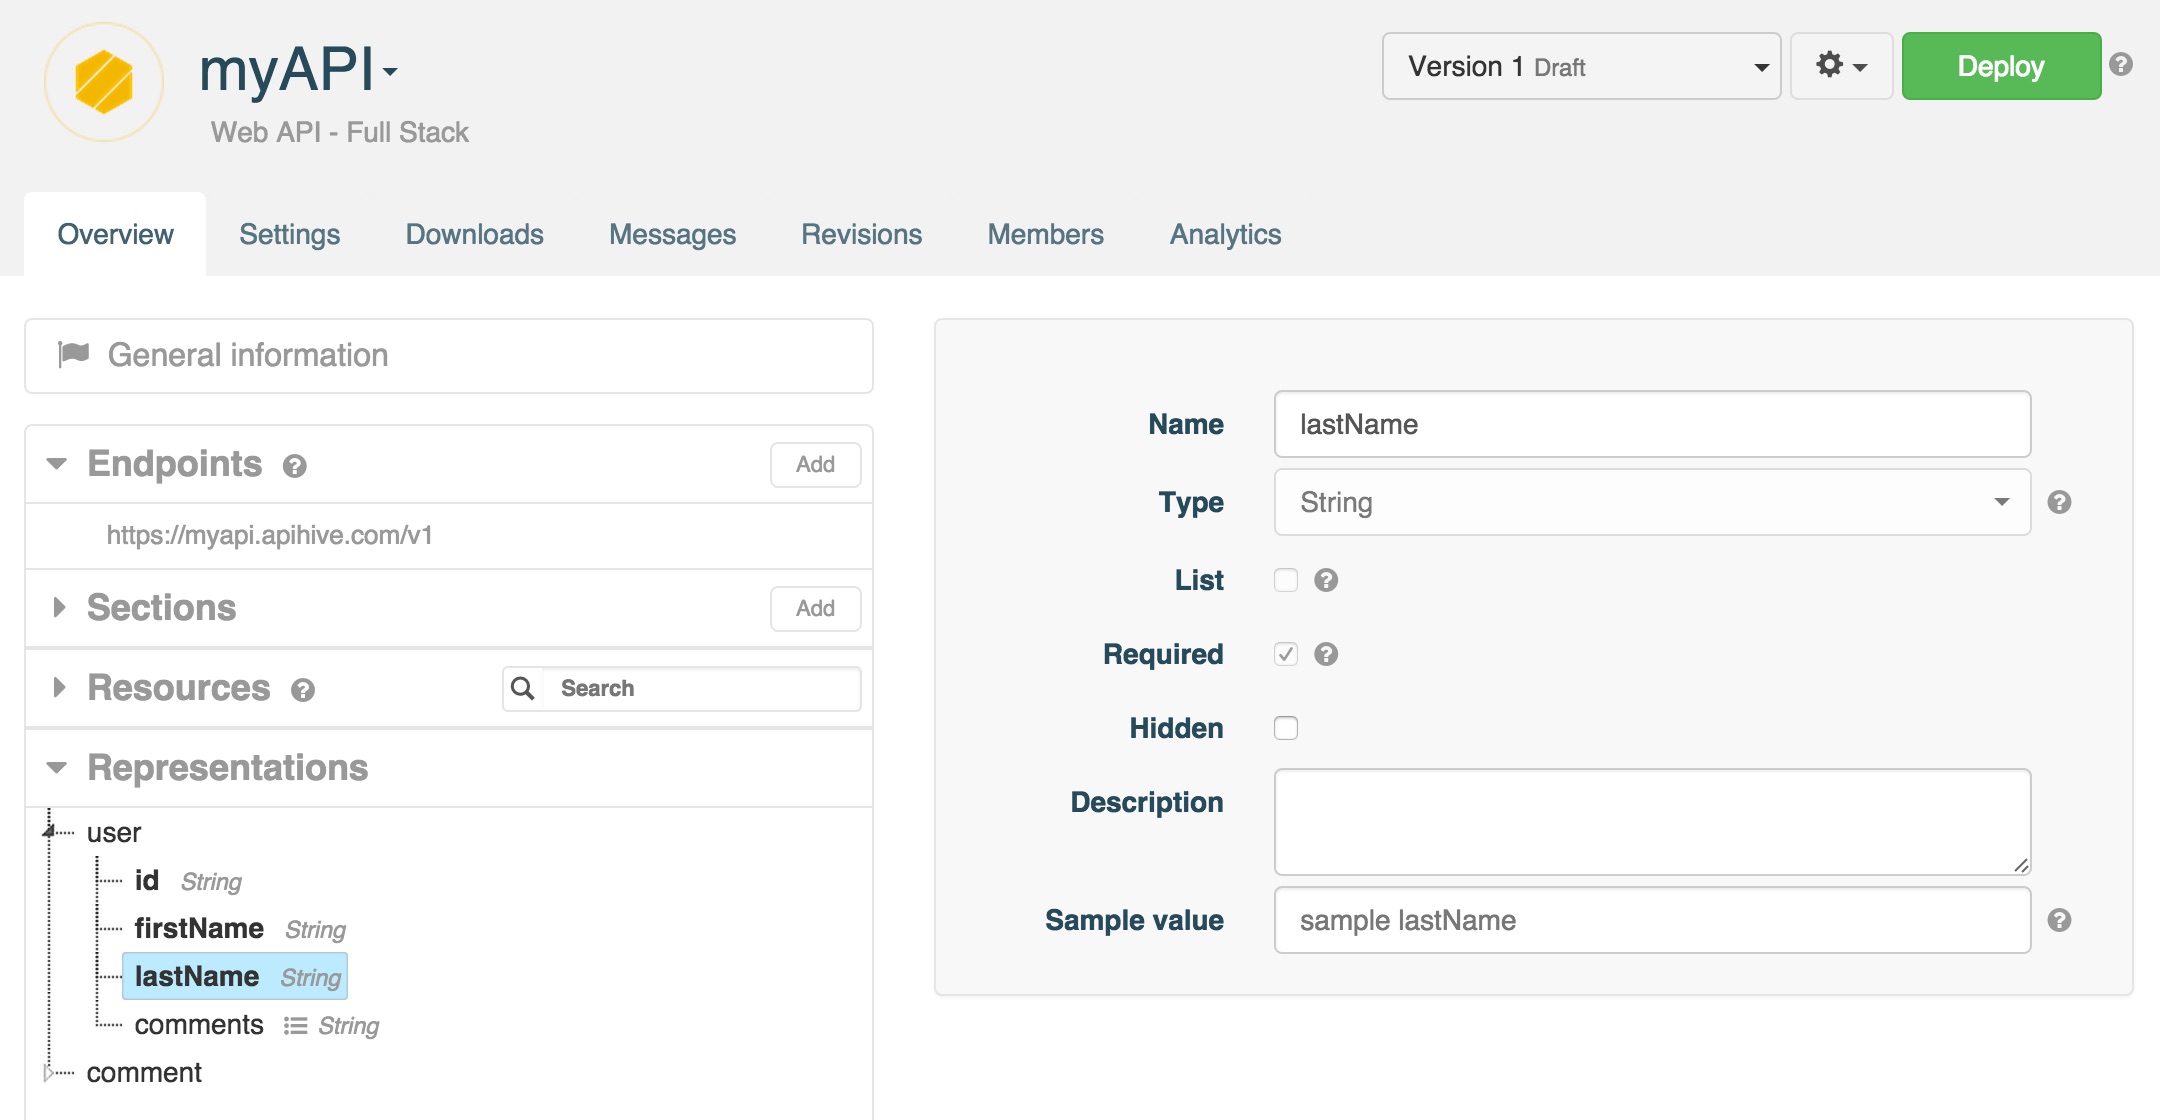 myAPI
Web API - Full Stack
Version 1 Draft
Deploy
Overview
Settings
Downloads
Messages
Revisions
Members
Analytics
General information
Endpoints
Add
https://myapi.apihive.com/v1
Sections
Add
Resources
Search
Representations
user
id String
firstName String
lastName String
comments String
comment
Name lastName
Type String
List
Required
Hidden
Description
Sample value sample lastName